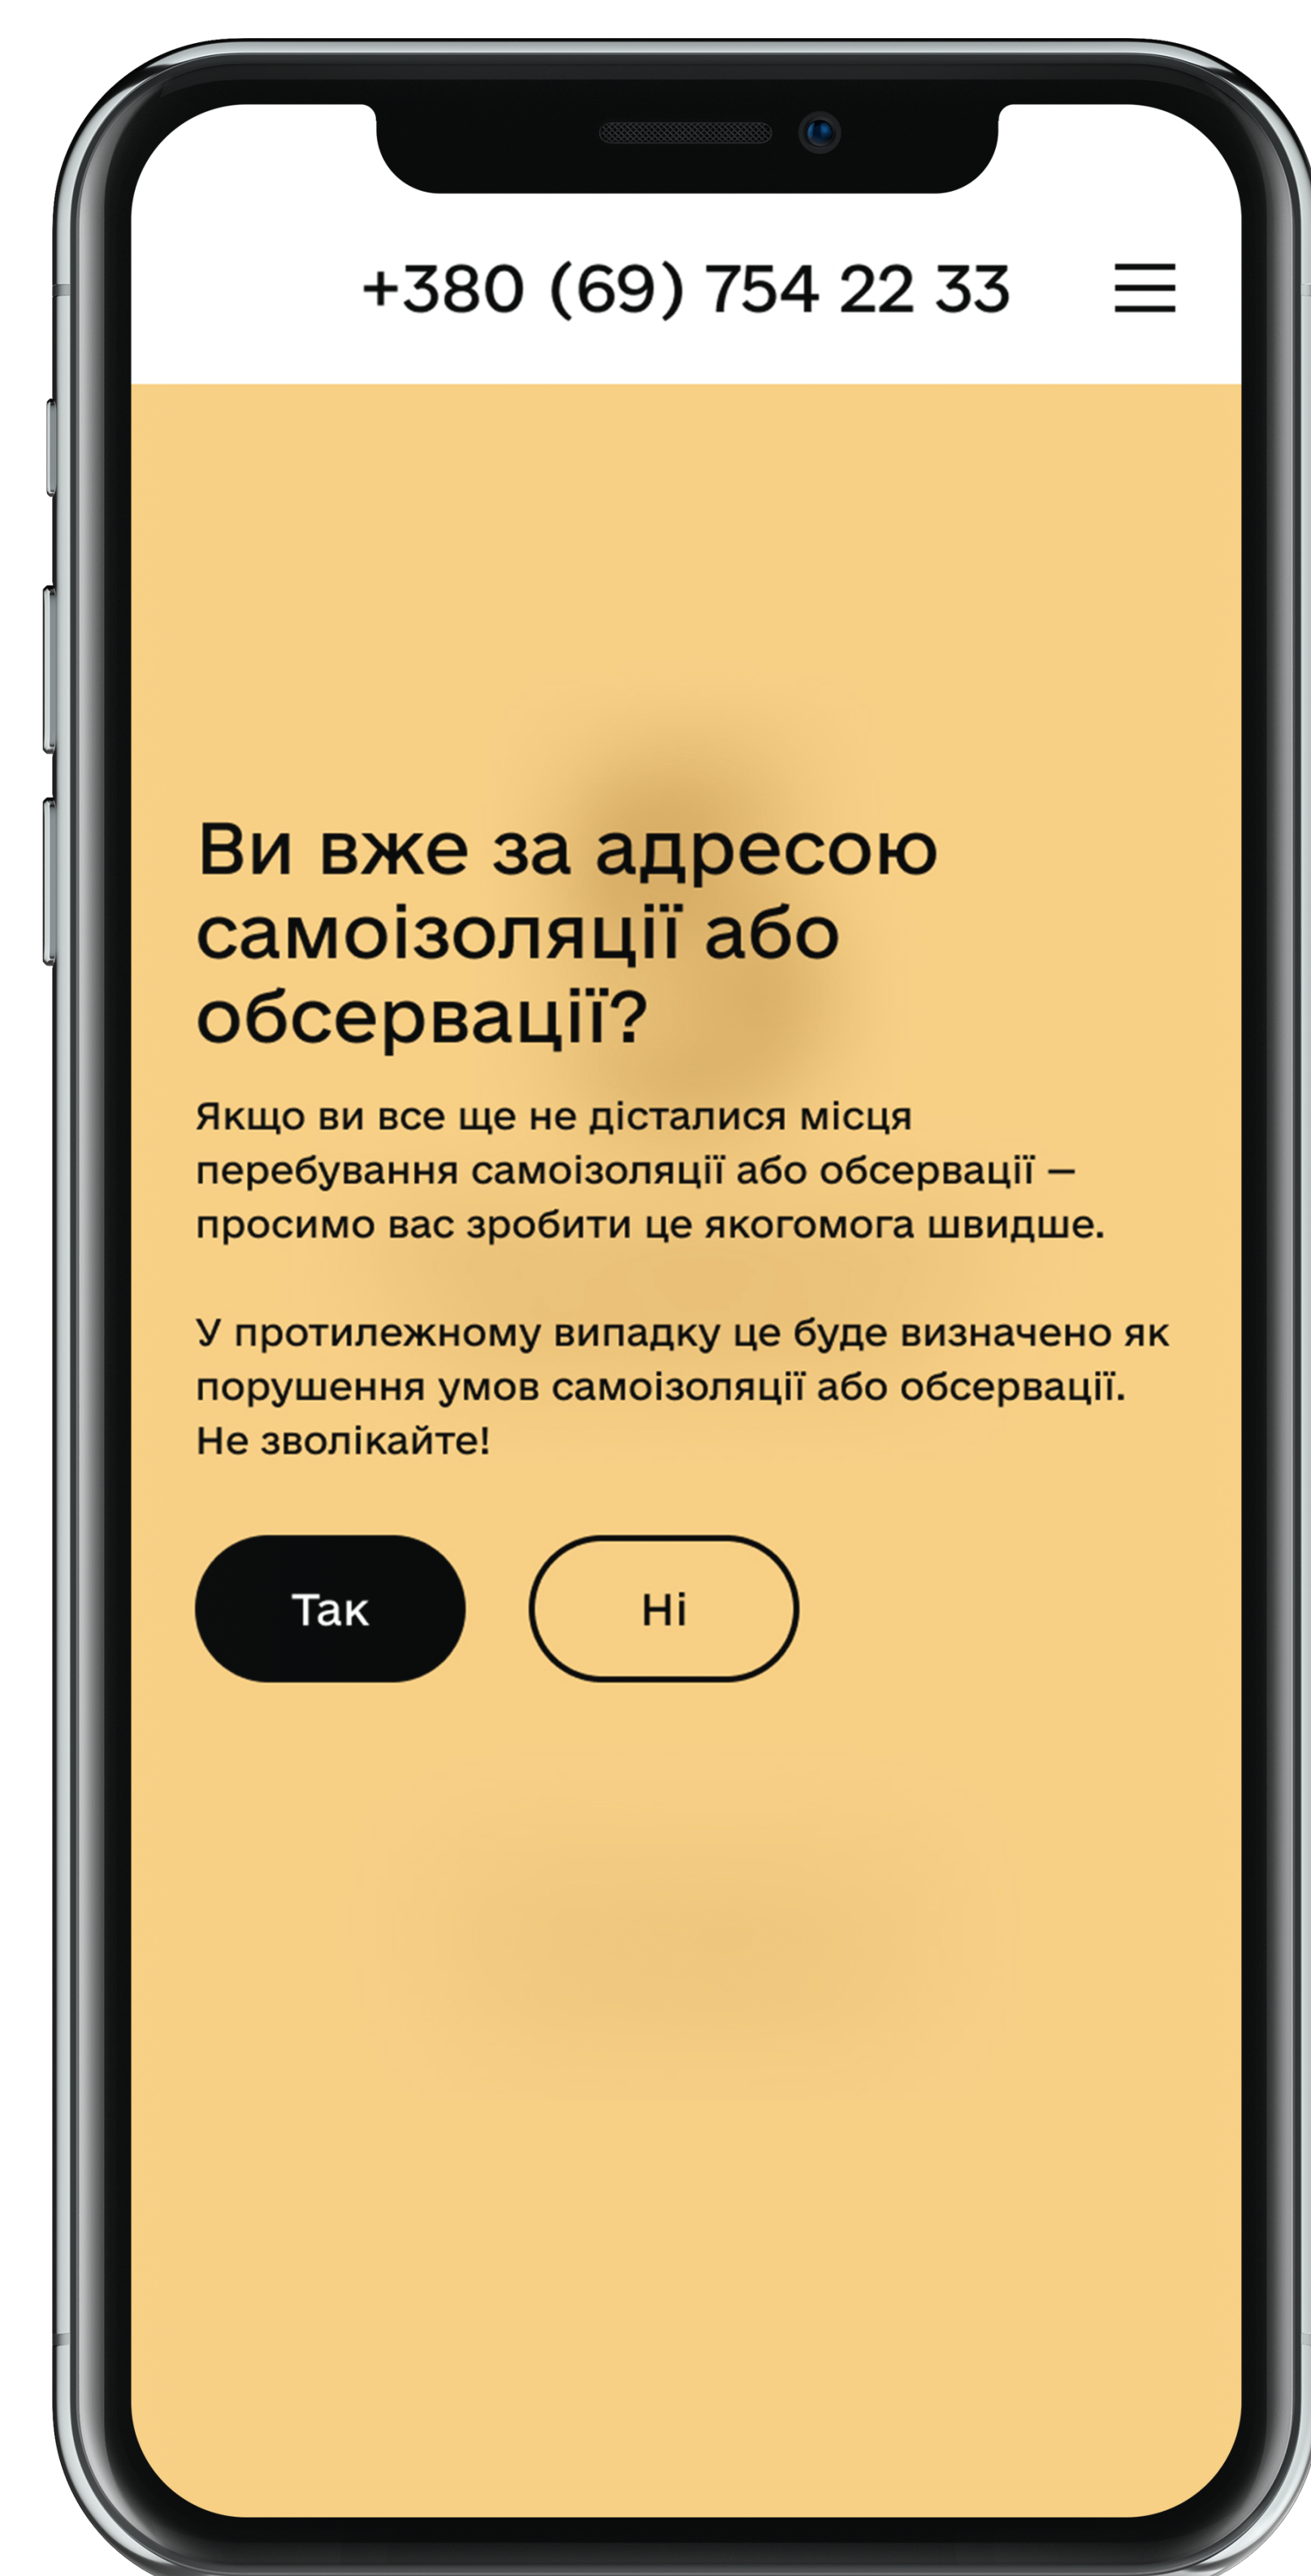 +380 (69) 754 22 33
Ви вже за адресою
самоізоляції або
обсервації?
Якщо ви все ще не дісталися місця
перебування самоізоляції або обсервації —
просимо вас зробити це якогомога швидше.
У протилежному випадку це буде визначено як
порушення умов самоізоляції або обсервації.
Не зволікайте!
Так
Ні